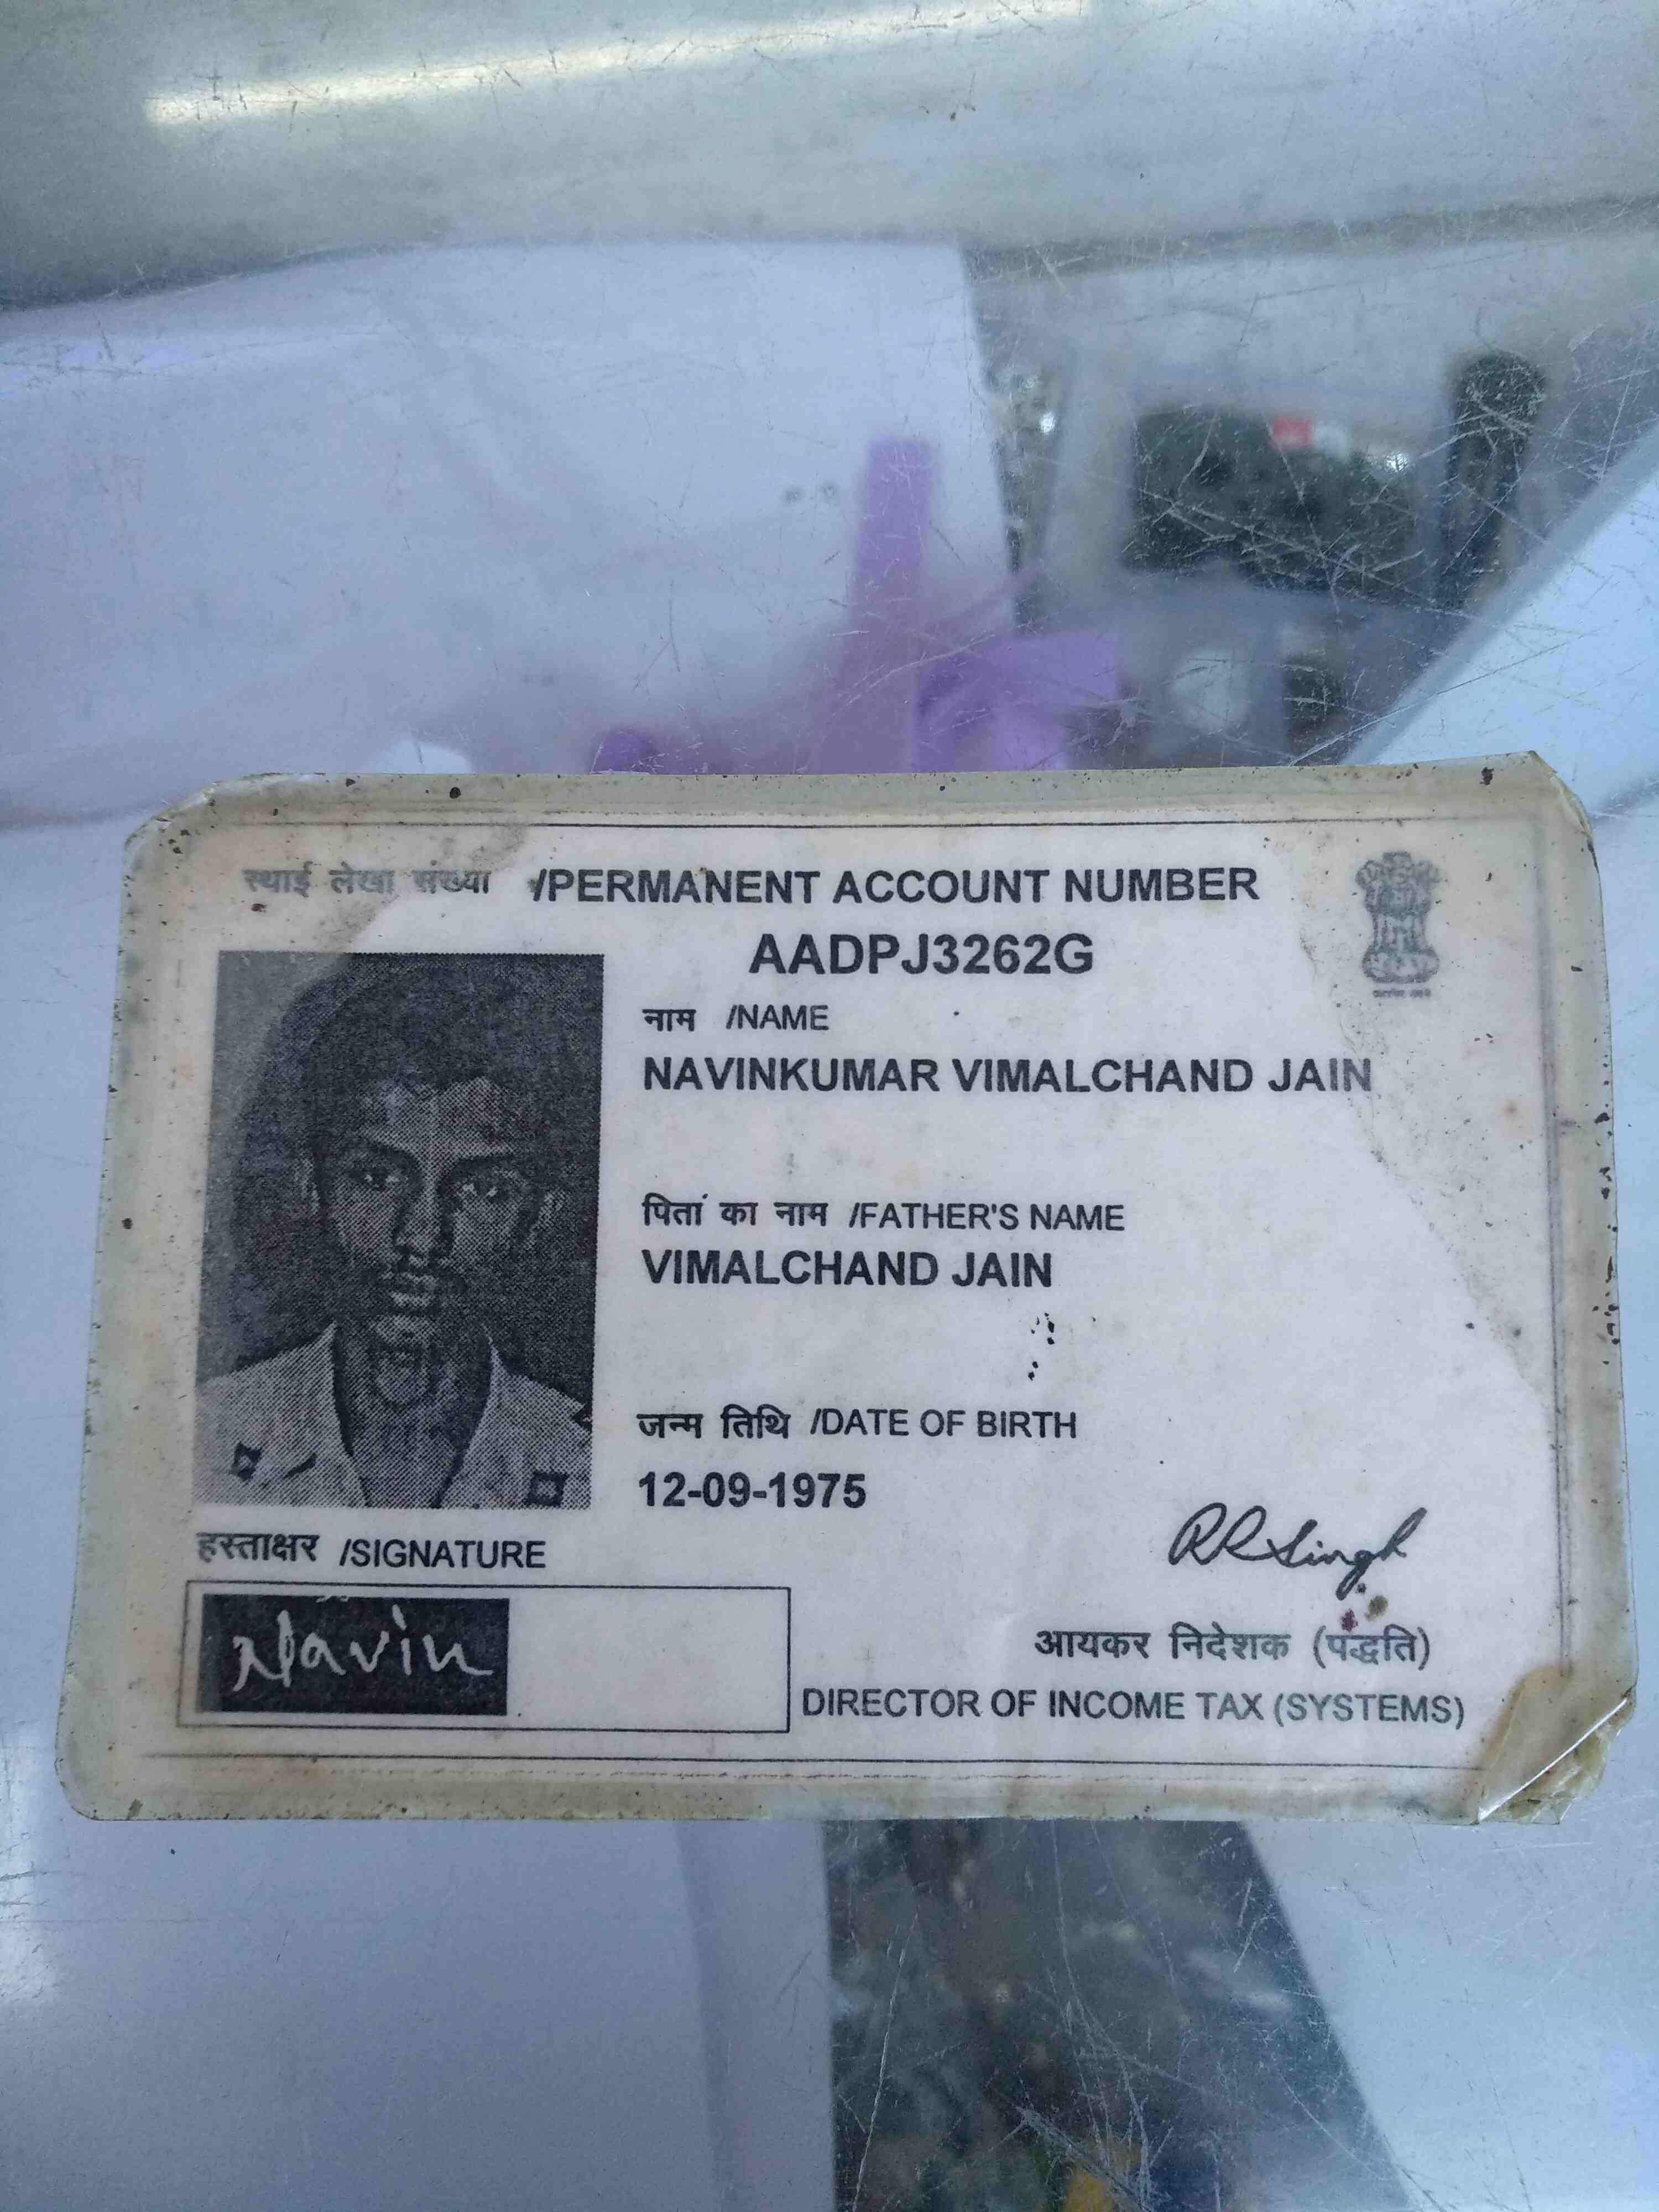 स्थाई लेखा संख्या /PERMANENT ACCOUNT NUMBER
AADPJ3262G
नाम /NAME
NAVINKUMAR VIMALCHAND JAIN
पिता का नाम /FATHER'S NAME
VIMALCHAND JAIN
जन्म तिथि /DATE OF BIRTH
12-09-1975
हस्ताक्षर /SIGNATURE
Navin
RRSingh
आयकर निदेशक (पद्धति)
DIRECTOR OF INCOME TAX (SYSTEMS)